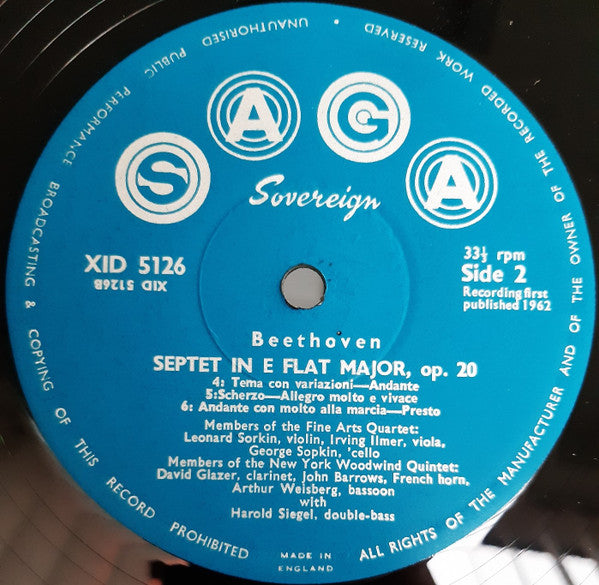 SAGA
Sovereign
XID 5126
XID 5126B
33⅓ rpm
Side 2
Recording first
published 1962
Beethoven
SEPTET IN E FLAT MAJOR, op. 20
4: Tema con variazioni—Andante
5:Scherzo—Allegro molto e vivace
6: Andante con molto alla marcia—Presto
Members of the Fine Arts Quartet:
Leonard Sorkin, violin, Irving Ilmer, viola,
George Sopkin, 'cello
Members of the New York Woodwind Quintet:
David Glazer, clarinet, John Barrows, French horn,
Arthur Weisberg, bassoon
with
Harold Siegel, double-bass
MADE IN
ENGLAND
ALL RIGHTS OF THE MANUFACTURER AND OF THE OWNER OF THE RECORDED WORK RESERVED · UNAUTHORISED PUBLIC PERFORMANCE BROADCASTING & COPYING OF THIS RECORD PROHIBITED